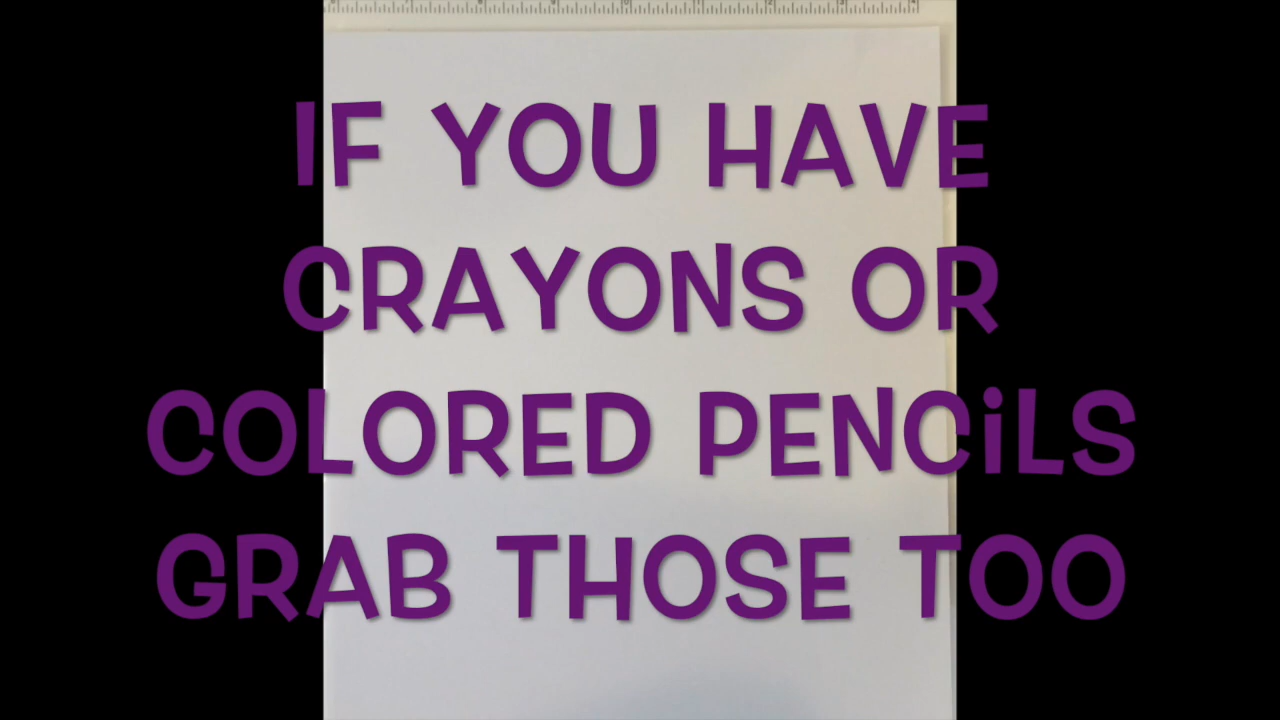 IF YOU HAVE
CRAYONS OR
COLORED PENCiLS
GRAB THOSE TOO